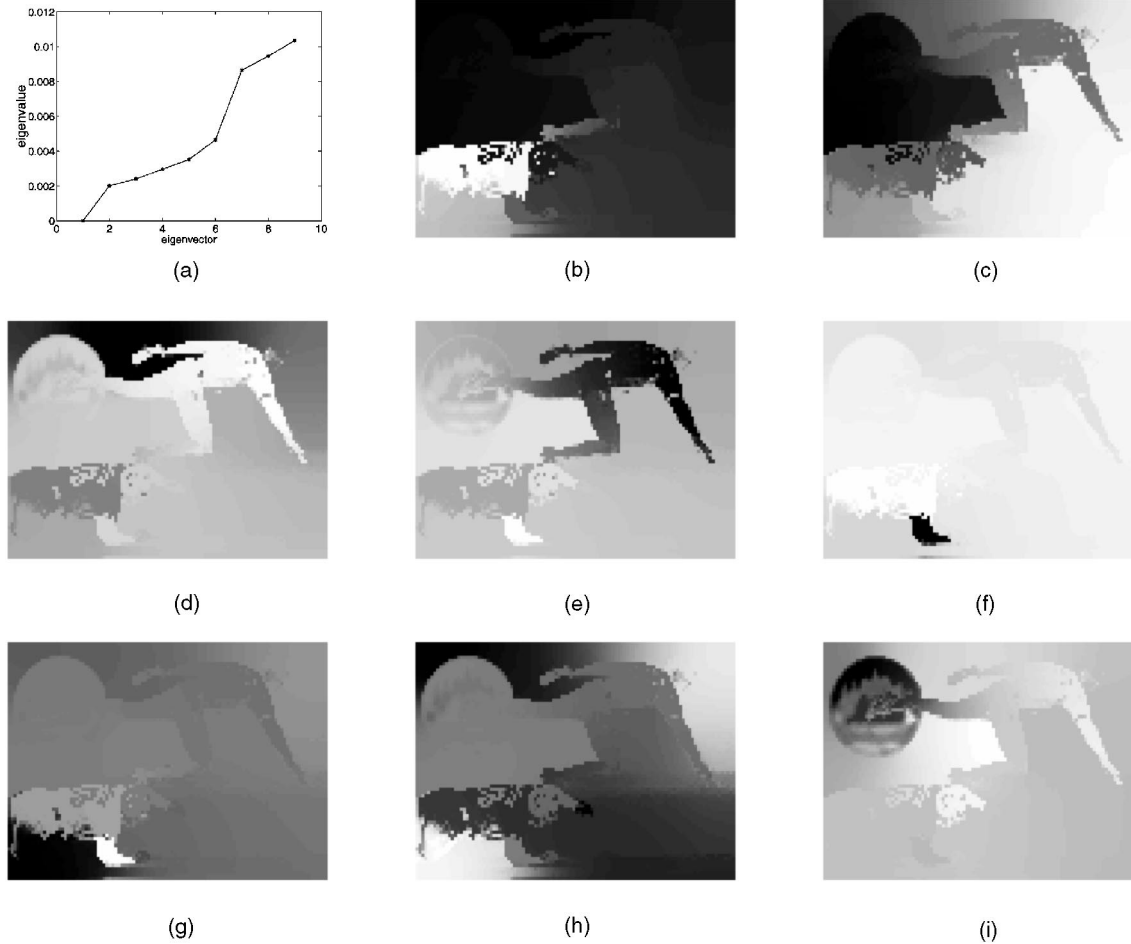 0.012
0.01
0.008
0.006
0.004
0.002
0
eigenvalue
0 2 4 6 8 10
eigenvector
(a)
(b)
(c)
(d)
(e)
(f)
(g)
(h)
(i)